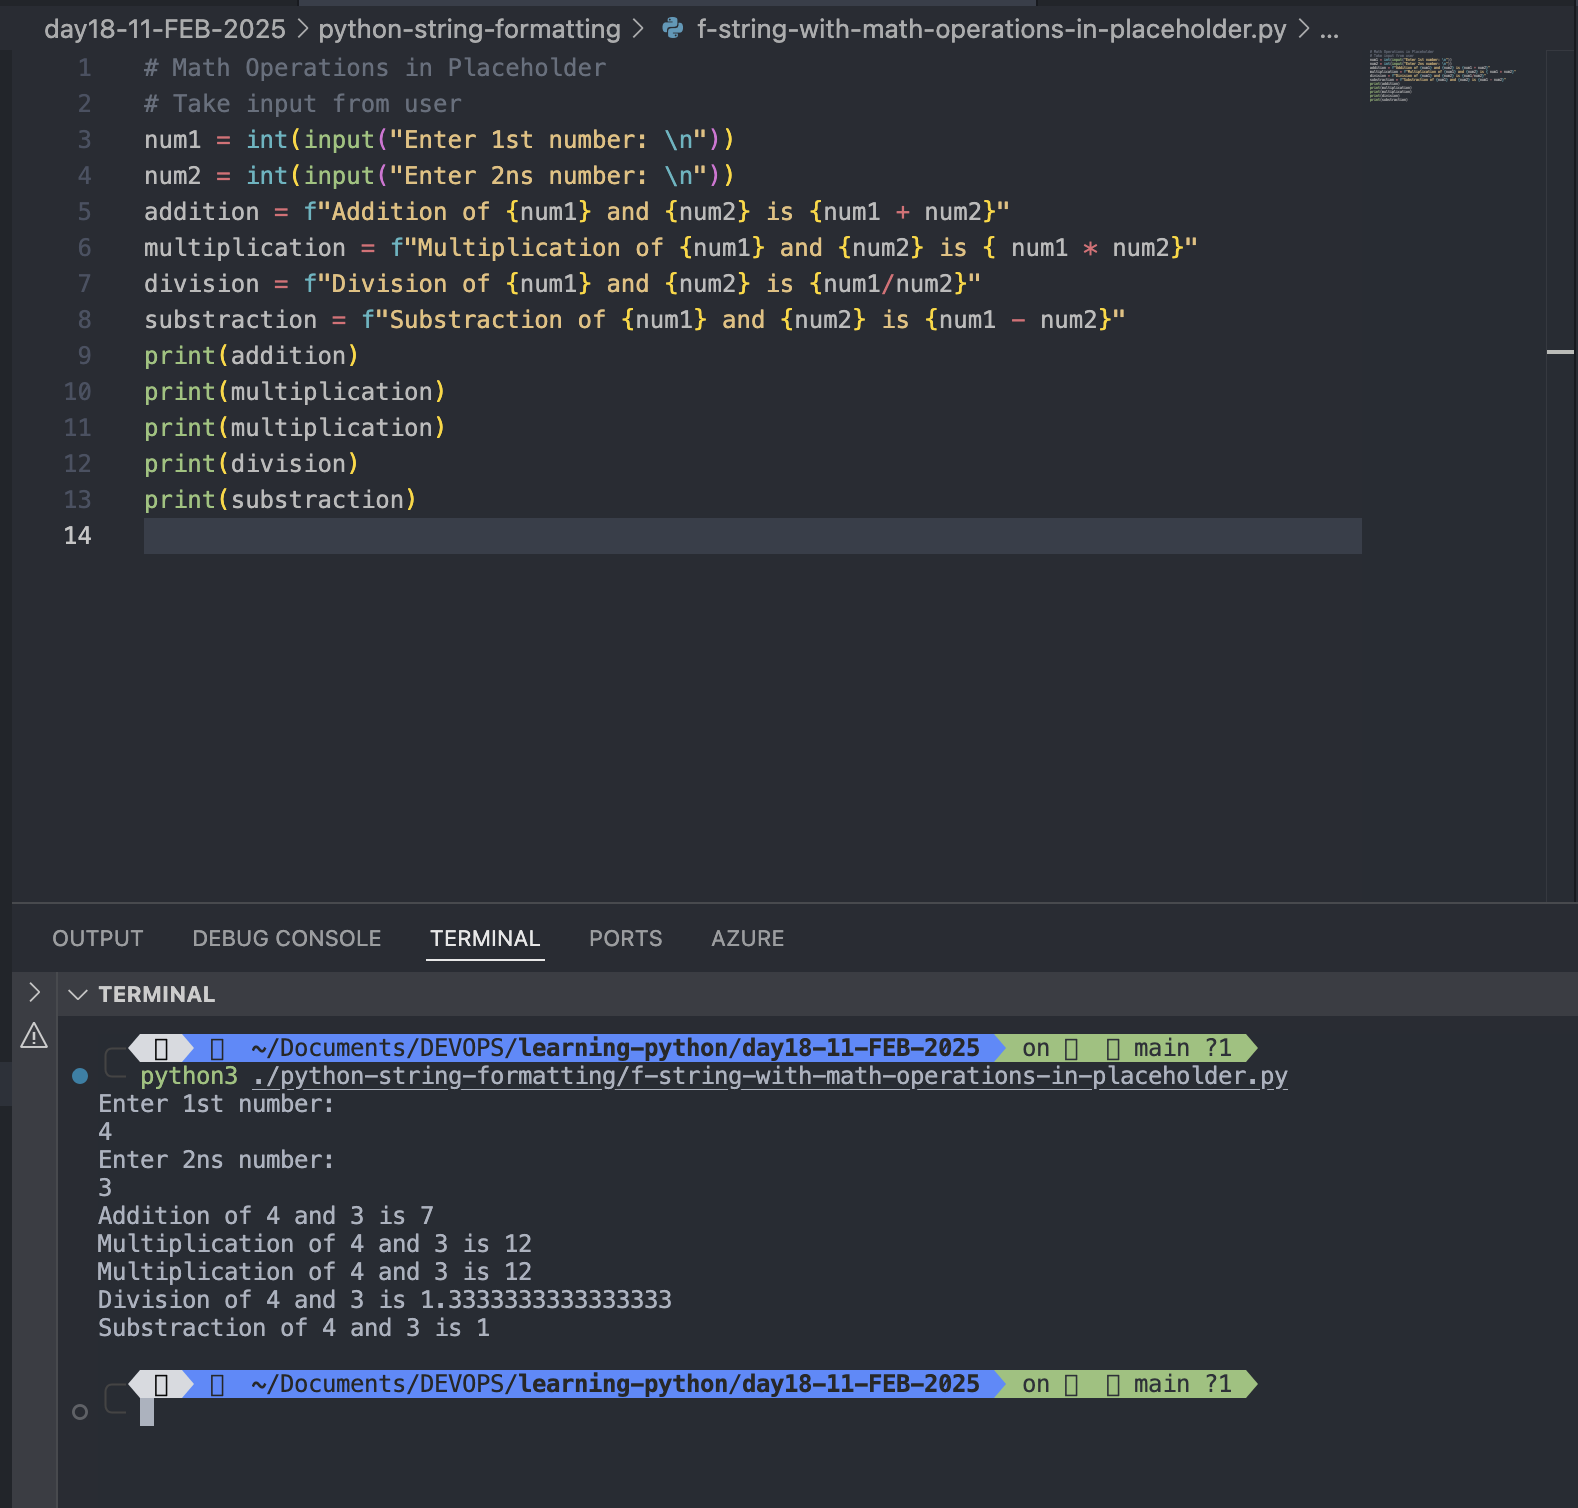 day18-11-FEB-2025 > python-string-formatting > f-string-with-math-operations-in-placeholder.py > ...
1 # Math Operations in Placeholder
2 # Take input from user
3 num1 = int(input("Enter 1st number: \n"))
4 num2 = int(input("Enter 2ns number: \n"))
5 addition = f"Addition of {num1} and {num2} is {num1 + num2}"
6 multiplication = f"Multiplication of {num1} and {num2} is { num1 * num2}"
7 division = f"Division of {num1} and {num2} is {num1/num2}"
8 substraction = f"Substraction of {num1} and {num2} is {num1 - num2}"
9 print(addition)
10 print(multiplication)
11 print(multiplication)
12 print(division)
13 print(substraction)
14
OUTPUT DEBUG CONSOLE TERMINAL PORTS AZURE
TERMINAL
~/Documents/DEVOPS/learning-python/day18-11-FEB-2025 on main ?1
python3 ./python-string-formatting/f-string-with-math-operations-in-placeholder.py
Enter 1st number:
4
Enter 2ns number:
3
Addition of 4 and 3 is 7
Multiplication of 4 and 3 is 12
Multiplication of 4 and 3 is 12
Division of 4 and 3 is 1.3333333333333333
Substraction of 4 and 3 is 1
~/Documents/DEVOPS/learning-python/day18-11-FEB-2025 on main ?1